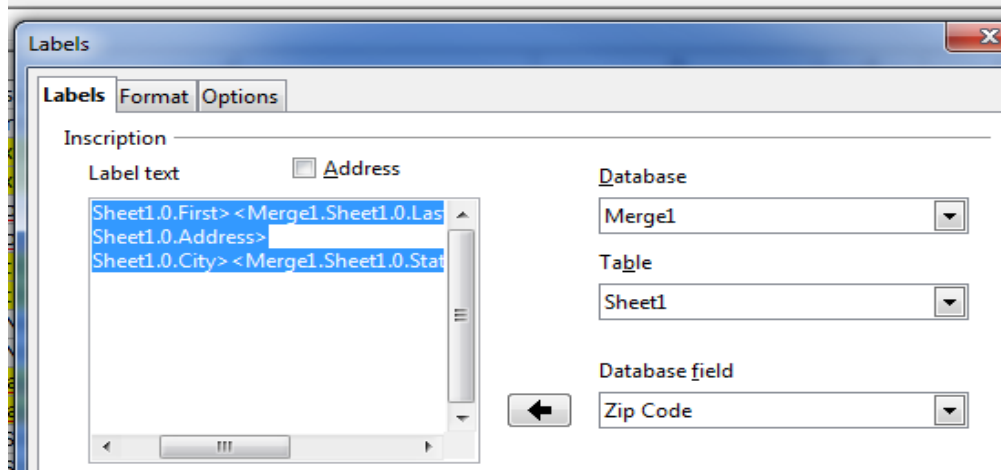 Labels
Labels Format Options
Inscription
Label text Address
Database
Sheet1.0.First><Merge1.Sheet1.0.Las
Merge1
Sheet1.0.Address>
Sheet1.0.City><Merge1.Sheet1.0.Stat
Table
Sheet1
Database field
Zip Code